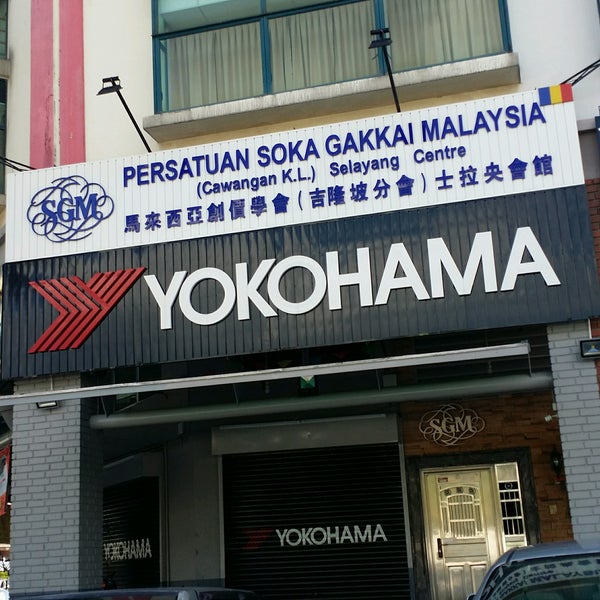 PERSATUAN SOKA GAKKAI MALAYSIA
(Cawangan K.L.) Selayang Centre
SGM
馬來西亞創價學會(吉隆坡分會)士拉央會館
YOKOHAMA
SGM
YOKOHAMA
YOKOHAMA